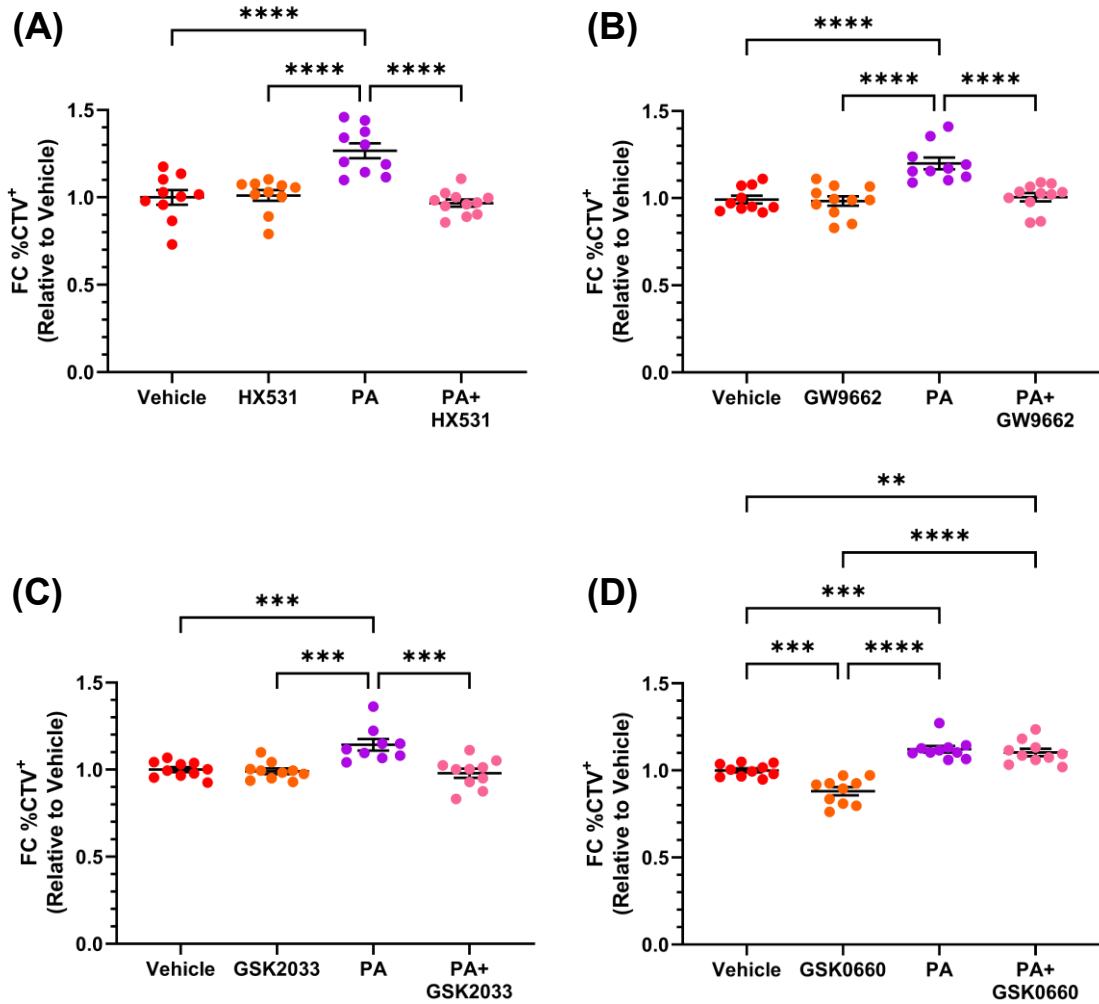 (A)
****
**** ****
FC %CTV⁺
(Relative to Vehicle)
1.5
1.0
0.5
0.0
Vehicle HX531 PA PA+
HX531
(B)
****
**** ****
FC %CTV⁺
(Relative to Vehicle)
1.5
1.0
0.5
0.0
Vehicle GW9662 PA PA+
GW9662
(C)
***
*** ***
FC %CTV⁺
(Relative to Vehicle)
1.5
1.0
0.5
0.0
Vehicle GSK2033 PA PA+
GSK2033
(D)
**
****
***
*** ****
FC %CTV⁺
(Relative to Vehicle)
1.5
1.0
0.5
0.0
Vehicle GSK0660 PA PA+
GSK0660